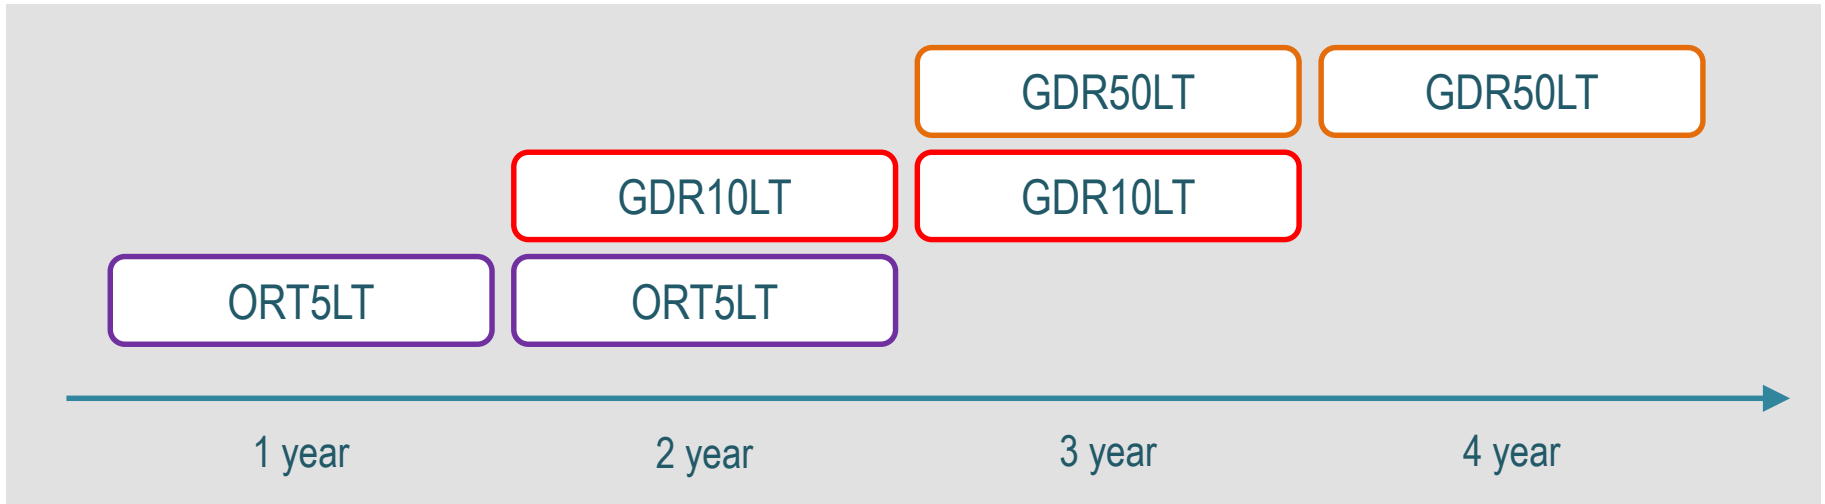 GDR50LT GDR50LT
GDR10LT GDR10LT
ORT5LT ORT5LT
1 year 2 year 3 year 4 year